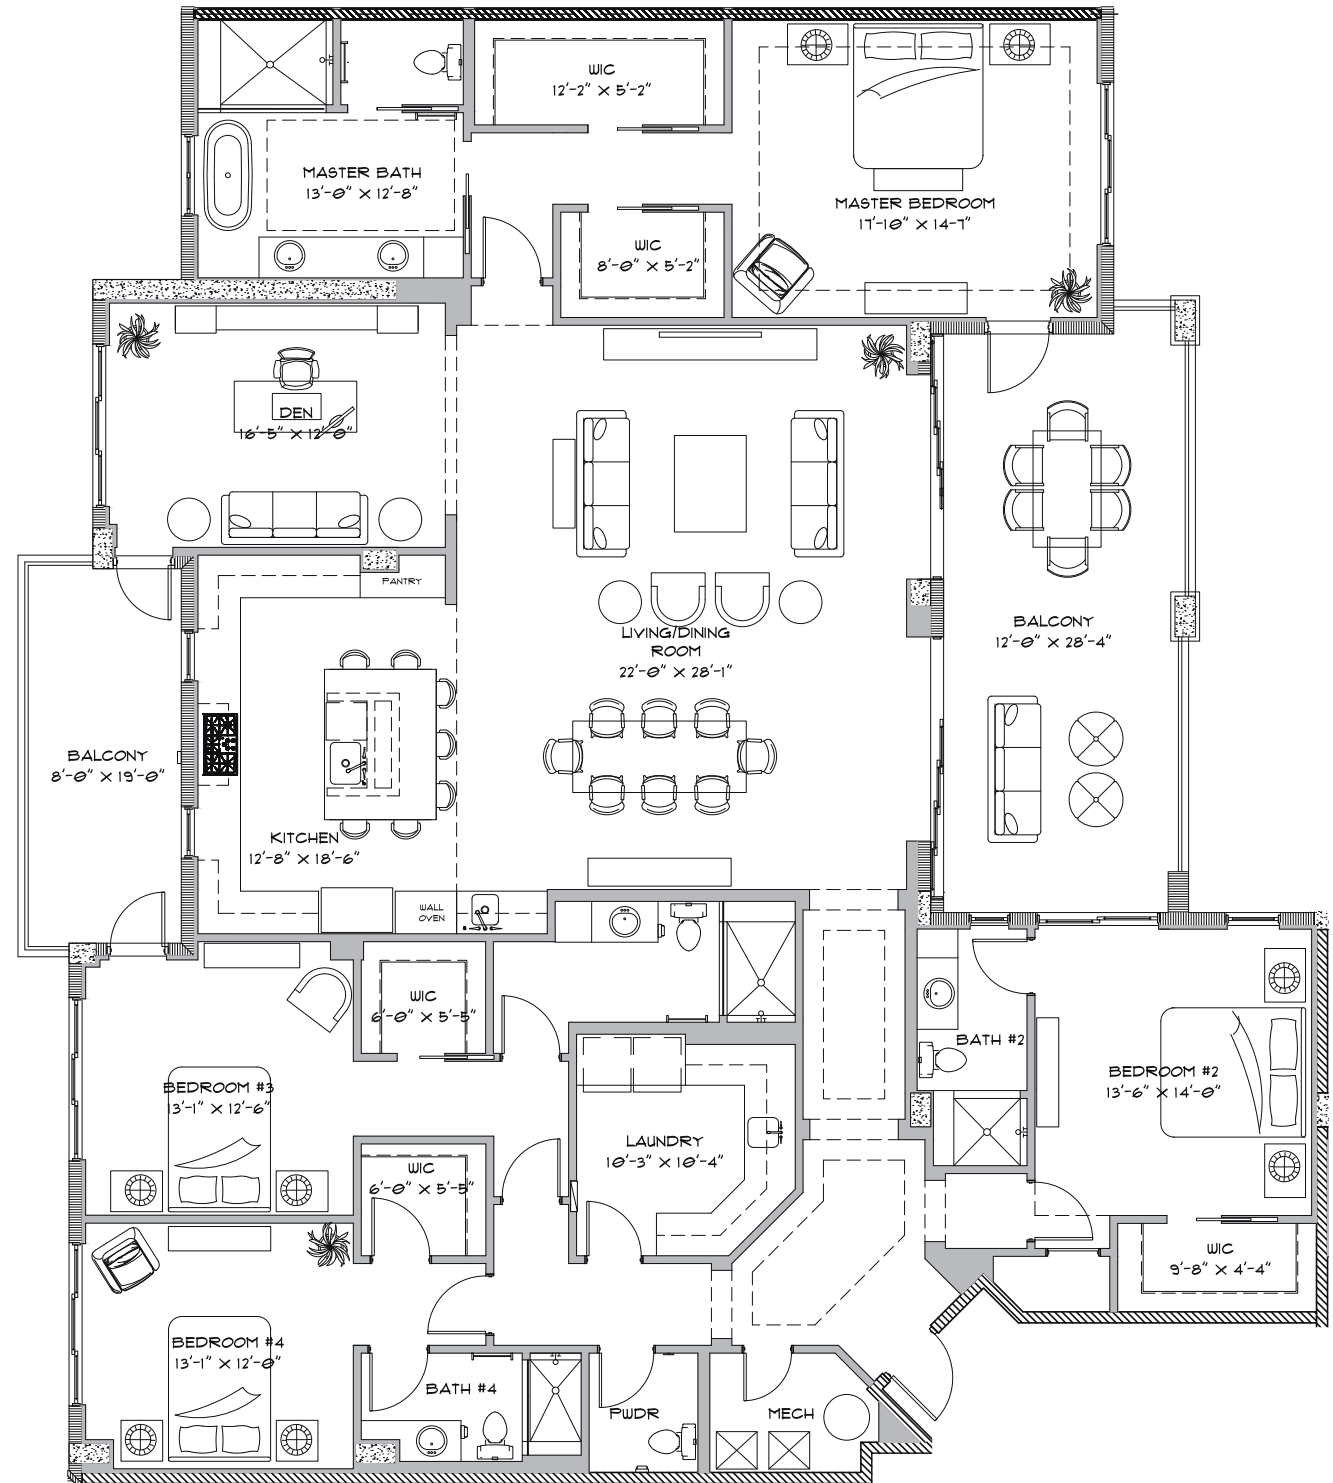 WIC
12'-2" X 5'-2"
MASTER BATH
13'-0" X 12'-8"
MASTER BEDROOM
17'-10" X 14-7"
WIC
8'-0" X 5'-2"
DEN
16'-5" X 12'-0"
PANTRY
LIVING/DINING
ROOM
22'-0" X 28'-1"
BALCONY
12'-0" X 28'-4"
BALCONY
8'-0" X 19'-0"
KITCHEN
12'-8" X 18'-6"
WALL
OVEN
WIC
6'-0" X 5'-5"
BATH #2
BEDROOM #2
13'-6" X 14'-0"
BEDROOM #3
13'-1" X 12'-6"
LAUNDRY
10'-3" X 10'-4"
WIC
6'-0" X 5'-5"
WIC
9'-8" X 4'-4"
BEDROOM #4
13'-1" X 12'-0"
BATH #4
PWDR
MECH